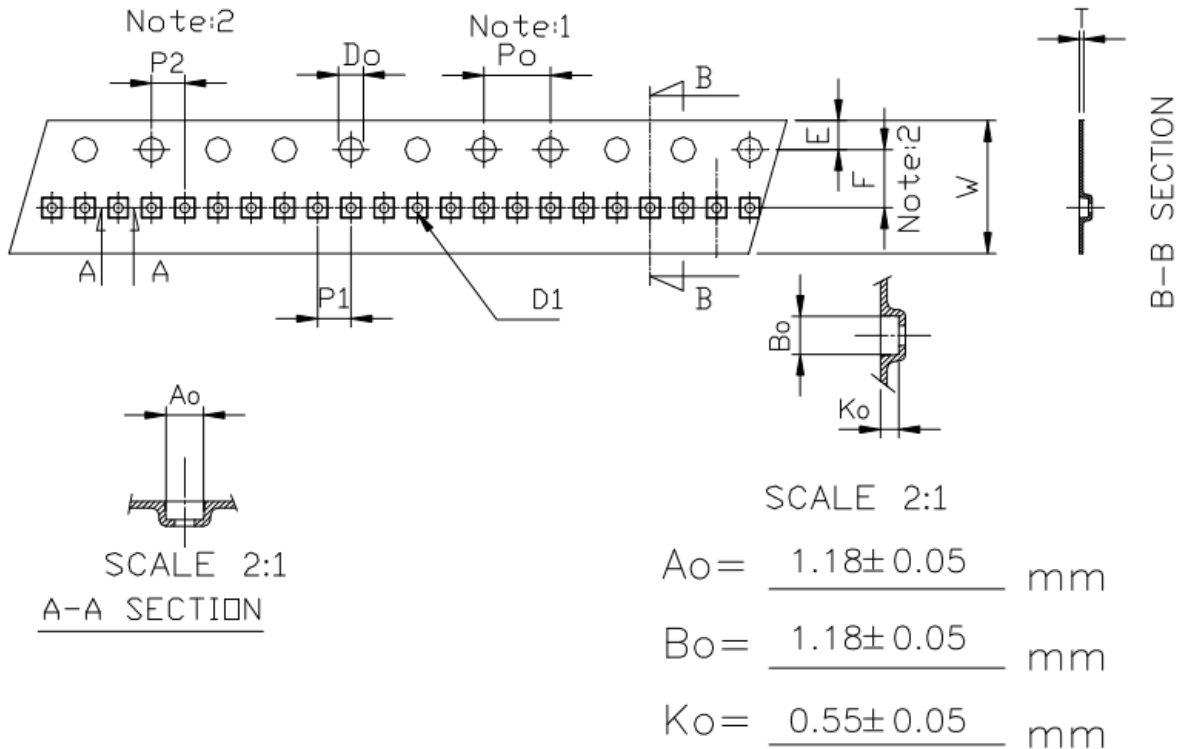 Note:2
P2
Do
Note:1
Po
B
T
E
F
Note:2
W
B-B SECTION
A
A
P1
D1
B
Bo
Ko
Ao
SCALE 2:1
A-A SECTION
SCALE 2:1
Ao= 1.18±0.05 mm
Bo= 1.18±0.05 mm
Ko= 0.55±0.05 mm